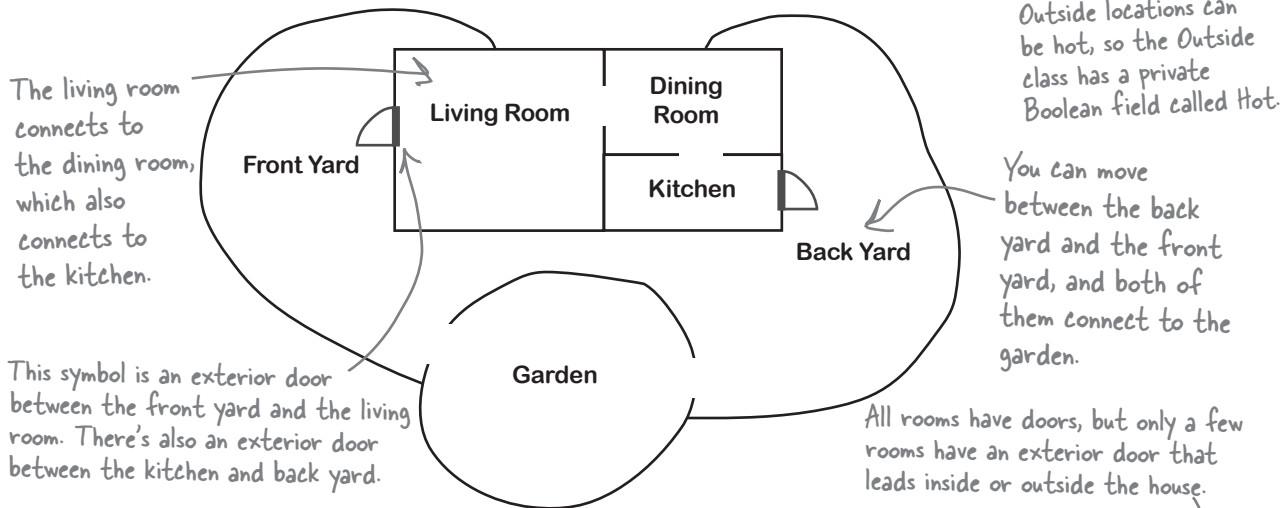 Outside locations can
be hot, so the Outside
class has a private
Boolean field called Hot.
The living room
connects to
the dining room,
which also
connects to
the kitchen.
Living Room
Dining
Room
Front Yard
Kitchen
Back Yard
You can move
between the back
yard and the front
yard, and both of
them connect to the
garden.
Garden
This symbol is an exterior door
between the front yard and the living
room. There's also an exterior door
between the kitchen and back yard.
All rooms have doors, but only a few
rooms have an exterior door that
leads inside or outside the house.